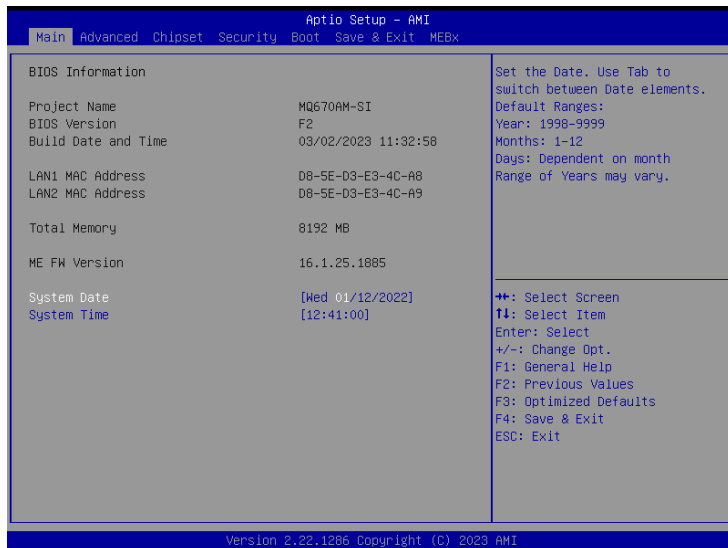 Aptio Setup – AMI
Main Advanced Chipset Security Boot Save & Exit MEBx
BIOS Information
Project Name MQ670AM-SI
BIOS Version F2
Build Date and Time 03/02/2023 11:32:58
LAN1 MAC Address D8-5E-D3-E3-4C-A8
LAN2 MAC Address D8-5E-D3-E3-4C-A9
Total Memory 8192 MB
ME FW Version 16.1.25.1885
System Date [Wed 01/12/2022]
System Time [12:41:00]
Set the Date. Use Tab to
switch between Date elements.
Default Ranges:
Year: 1998-9999
Months: 1-12
Days: Dependent on month
Range of Years may vary.
→←: Select Screen
↑↓: Select Item
Enter: Select
+/-: Change Opt.
F1: General Help
F2: Previous Values
F3: Optimized Defaults
F4: Save & Exit
ESC: Exit
Version 2.22.1286 Copyright (C) 2023 AMI